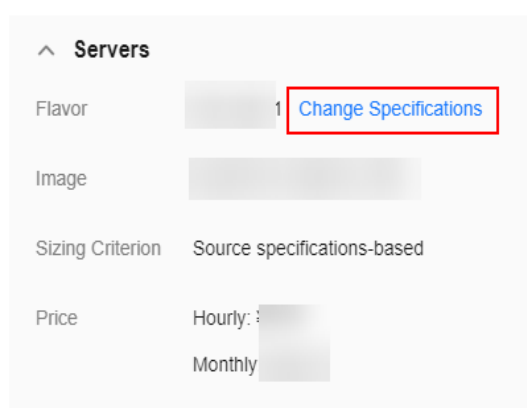 Servers
Flavor 1 Change Specifications
Image
Sizing Criterion Source specifications-based
Price Hourly:
Monthly